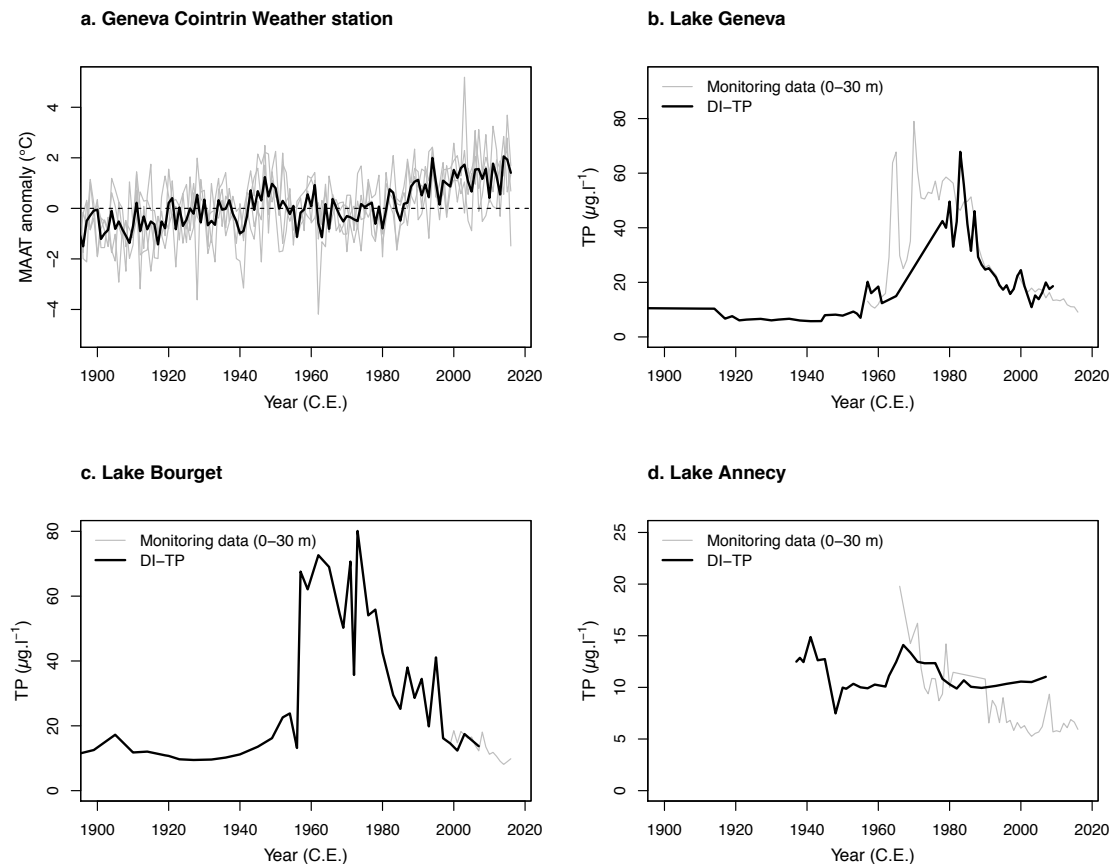 a. Geneva Cointrin Weather station
MAAT anomaly (°C)
4
2
0
−2
−4
1900 1920 1940 1960 1980 2000 2020
Year (C.E.)
b. Lake Geneva
Monitoring data (0−30 m)
DI−TP
TP (µg.l⁻¹)
80
60
40
20
0
1900 1920 1940 1960 1980 2000 2020
Year (C.E.)
c. Lake Bourget
Monitoring data (0−30 m)
DI−TP
TP (µg.l⁻¹)
80
60
40
20
0
1900 1920 1940 1960 1980 2000 2020
Year (C.E.)
d. Lake Annecy
Monitoring data (0−30 m)
DI−TP
TP (µg.l⁻¹)
25
20
15
10
5
0
1900 1920 1940 1960 1980 2000 2020
Year (C.E.)